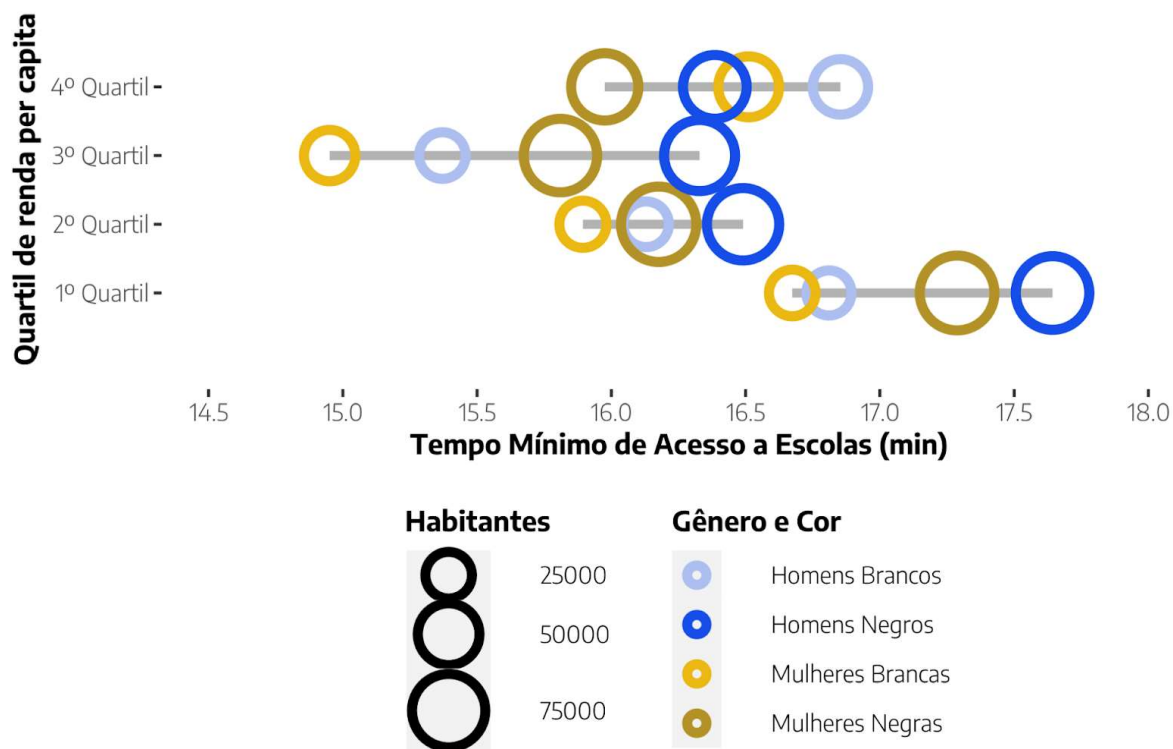 Quartil de renda per capita
4º Quartil
3º Quartil
2º Quartil
1º Quartil
14.5 15.0 15.5 16.0 16.5 17.0 17.5 18.0
Tempo Mínimo de Acesso a Escolas (min)
Habitantes
25000
50000
75000
Gênero e Cor
Homens Brancos
Homens Negros
Mulheres Brancas
Mulheres Negras